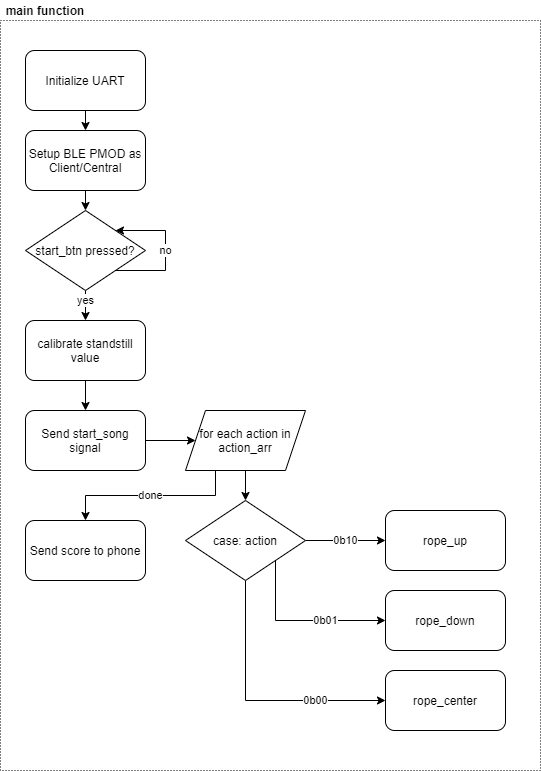 main function
Initialize UART
Setup BLE PMOD as
Client/Central
start_btn pressed?
no
yes
calibrate standstill
value
Send start_song
signal
for each action in
action_arr
done
Send score to phone
case: action
0b10
rope_up
0b01
rope_down
0b00
rope_center